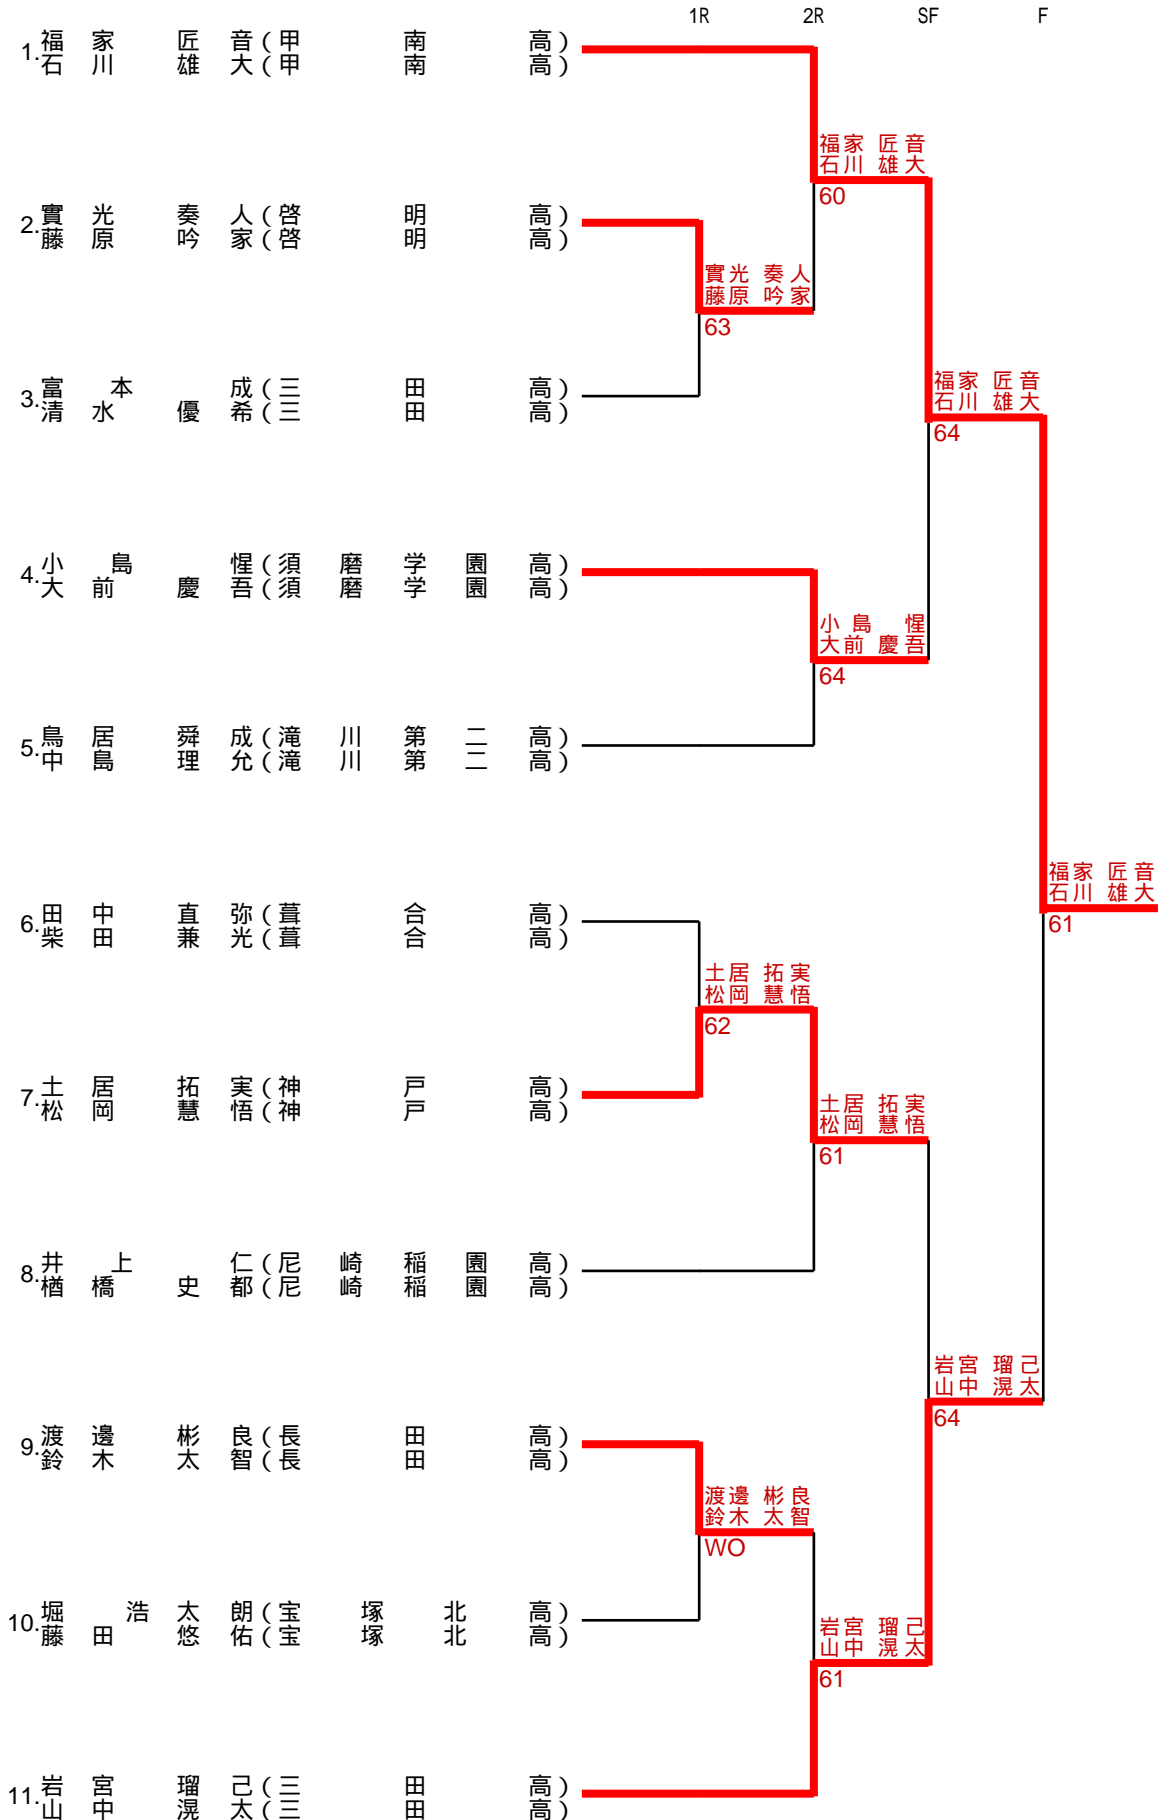 1R 2R SF F
1. 福家 匠音(甲南高)
石川 雄大(甲南高)
福家 匠音
石川 雄大
60
2. 實光 奏人(啓明高)
藤原 吟家(啓明高)
實光 奏人
藤原 吟家
63
3. 富本 成(三田高)
清水 優希(三田高)
福家 匠音
石川 雄大
64
4. 小島 惺(須磨学園高)
大前 慶吾(須磨学園高)
小島 惺
大前 慶吾
64
5. 鳥居 舜成(滝川第二高)
中島 理允(滝川第二高)
福家 匠音
石川 雄大
61
6. 田中 直弥(葺合高)
柴田 兼光(葺合高)
土居 拓実
松岡 慧悟
62
7. 土居 拓実(神戸高)
松岡 慧悟(神戸高)
土居 拓実
松岡 慧悟
61
8. 井上 仁(尼崎稲園高)
楢橋 史都(尼崎稲園高)
岩宮 瑠己
山中 滉太
64
9. 渡邊 彬良(長田高)
鈴木 太智(長田高)
渡邊 彬良
鈴木 太智
WO
10. 堀 浩太朗(宝塚北高)
藤田 悠佑(宝塚北高)
岩宮 瑠己
山中 滉太
61
11. 岩宮 瑠己(三田高)
山中 滉太(三田高)